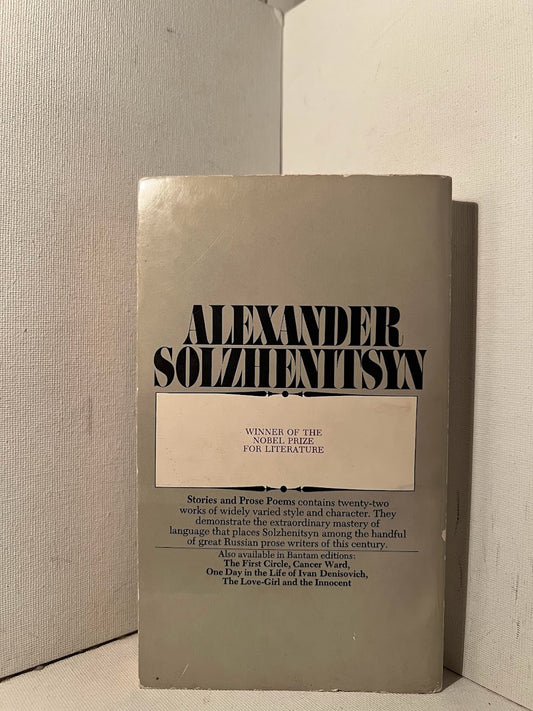 ALEXANDER
SOLZHENITSYN
WINNER OF THE
NOBEL PRIZE
FOR LITERATURE
Stories and Prose Poems contains twenty-two
works of widely varied style and character. They
demonstrate the extraordinary mastery of
language that places Solzhenitsyn among the handful
of great Russian prose writers of this century.
Also available in Bantam editions:
The First Circle, Cancer Ward,
One Day in the Life of Ivan Denisovich,
The Love-Girl and the Innocent